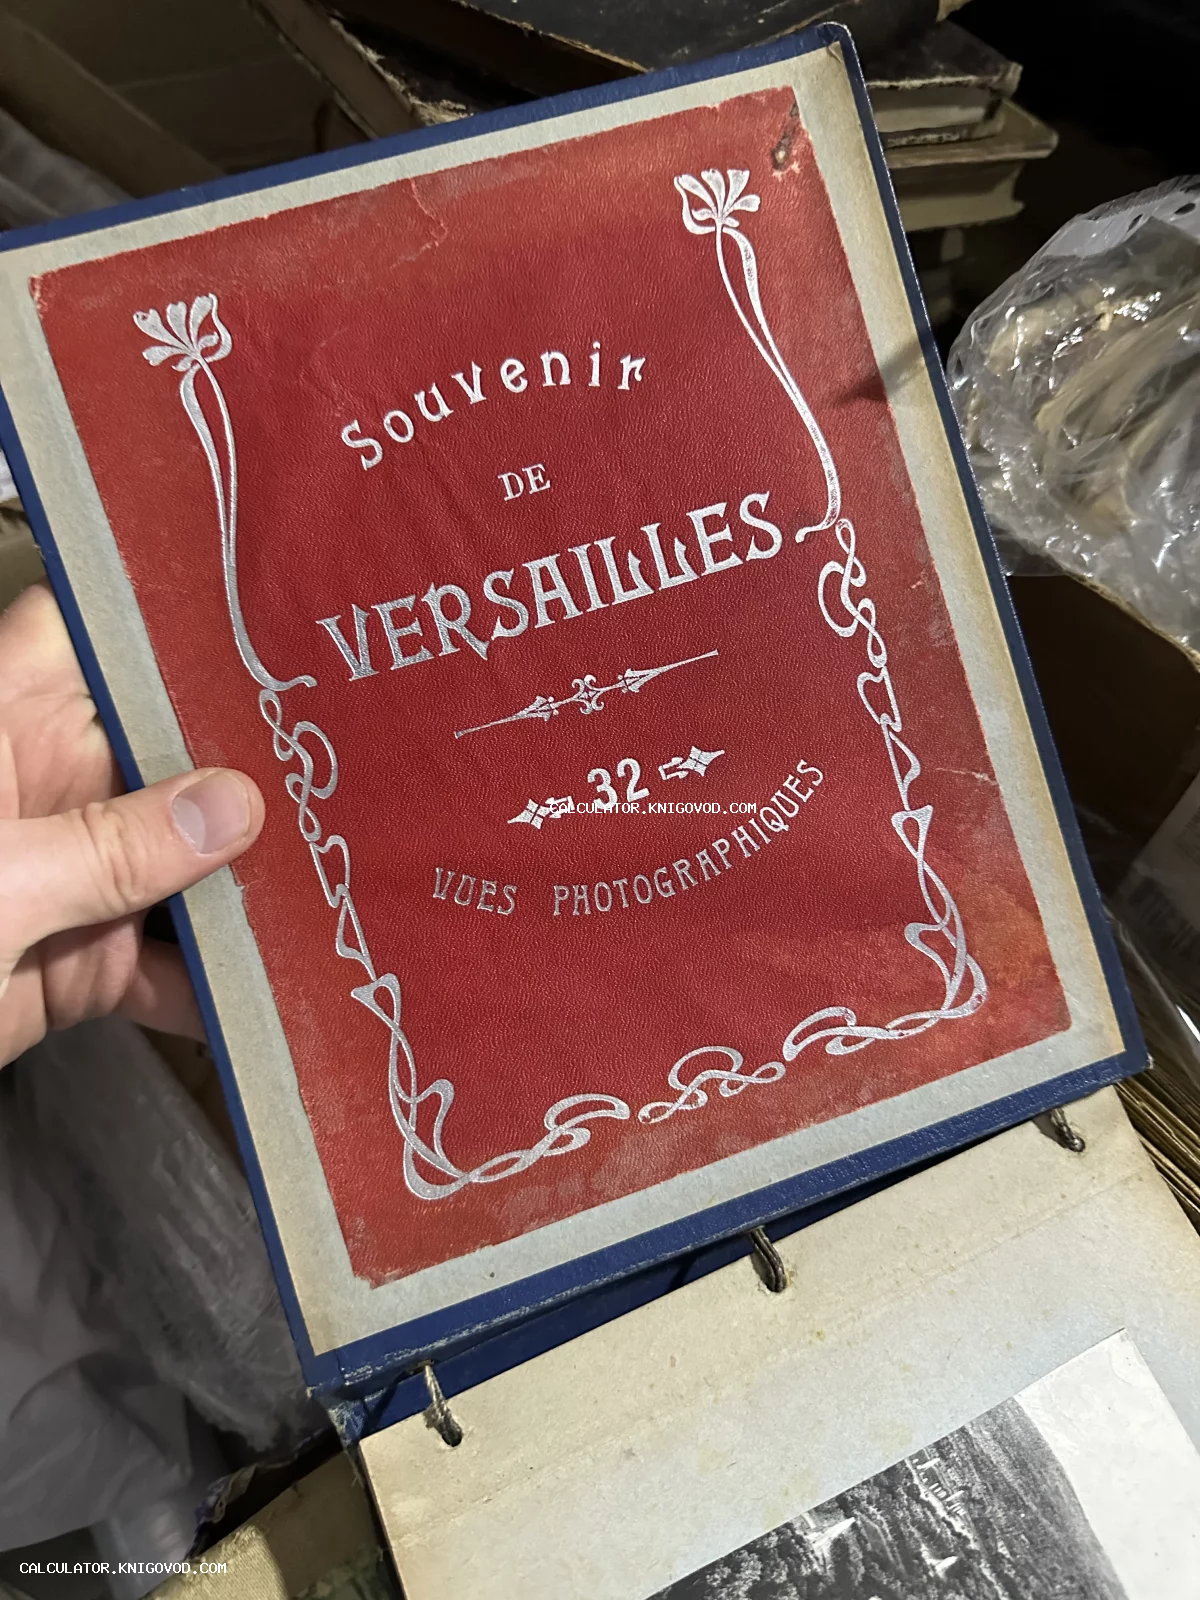 Souvenir
DE
VERSAILLES
32
CALCULATOR.KNIGOVOD.COM
VUES PHOTOGRAPHIQUES
CALCULATOR.KNIGOVOD.COM